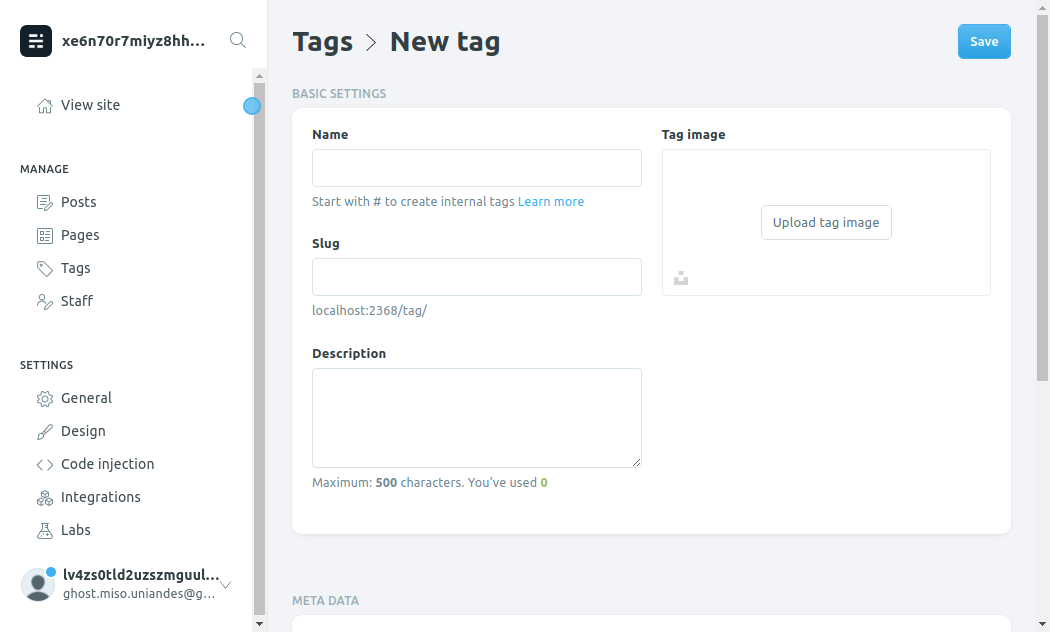 xe6n70r7miyz8hh...
View site
MANAGE
Posts
Pages
Tags
Staff
SETTINGS
General
Design
Code injection
Integrations
Labs
lv4zs0tld2uzszmguul...
ghost.miso.uniandes@g...
Tags > New tag
Save
BASIC SETTINGS
Name
Start with # to create internal tags Learn more
Slug
localhost:2368/tag/
Description
Maximum: 500 characters. You've used 0
Tag image
Upload tag image
META DATA